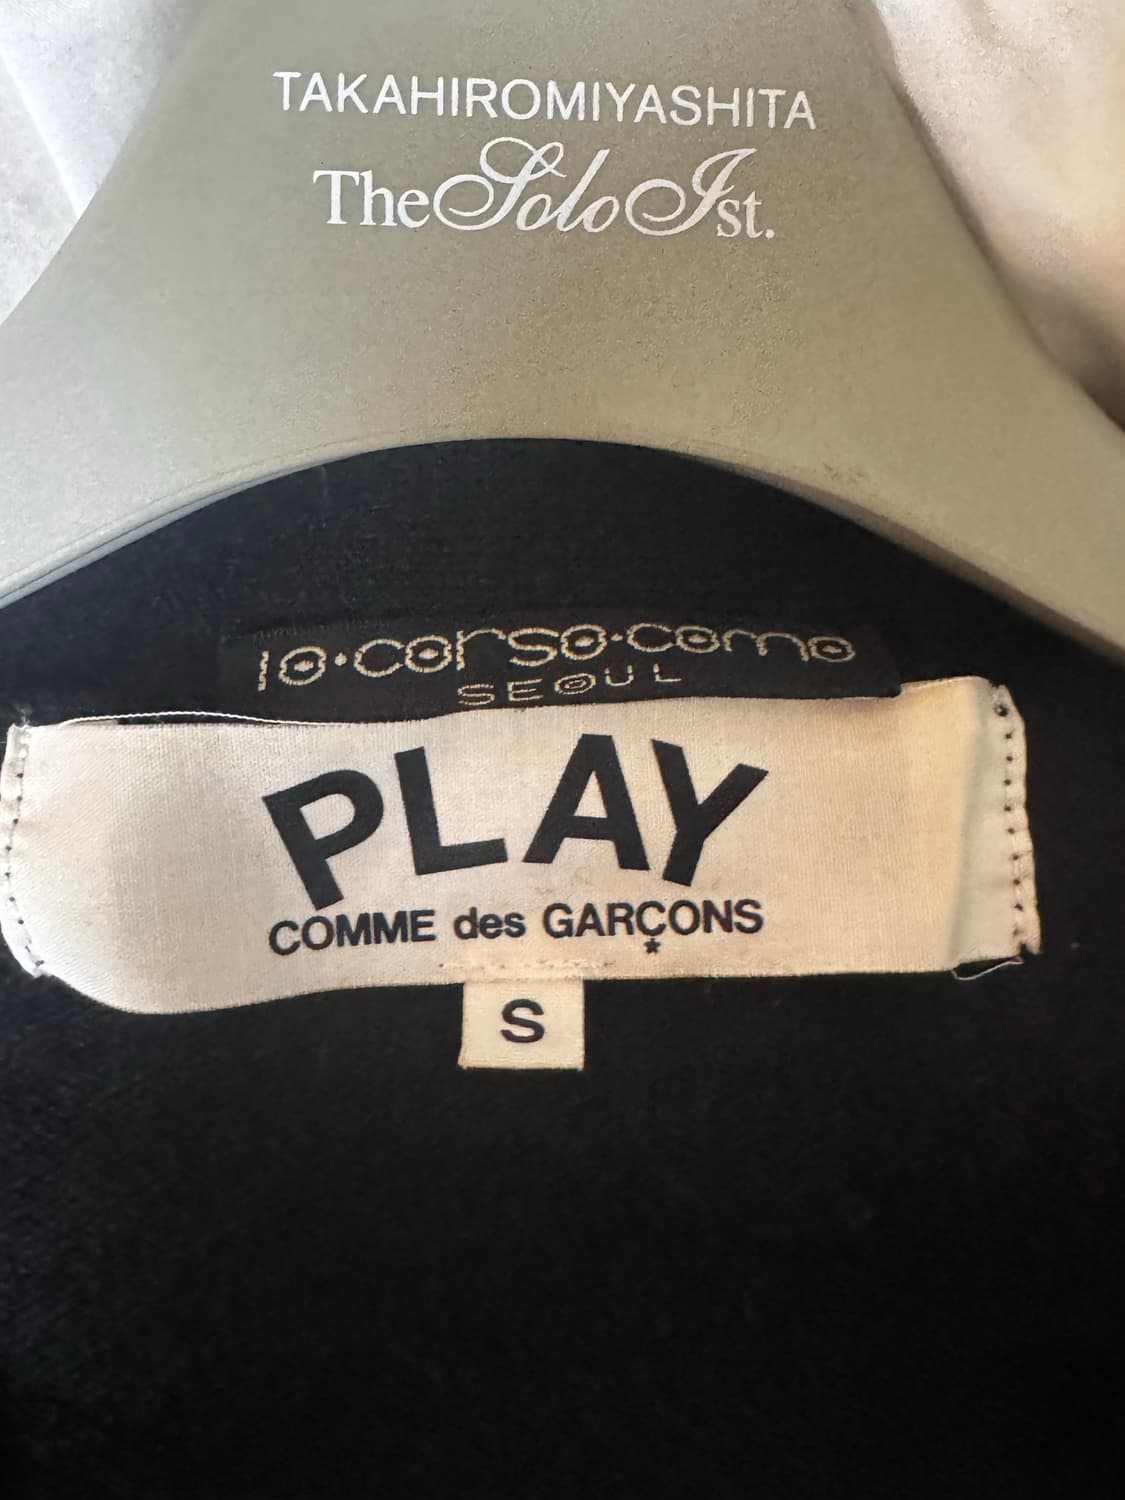 TAKAHIROMIYASHITA
TheSoloIst.
10·corso·como
SEOUL
PLAY
COMME des GARÇONS
*
S